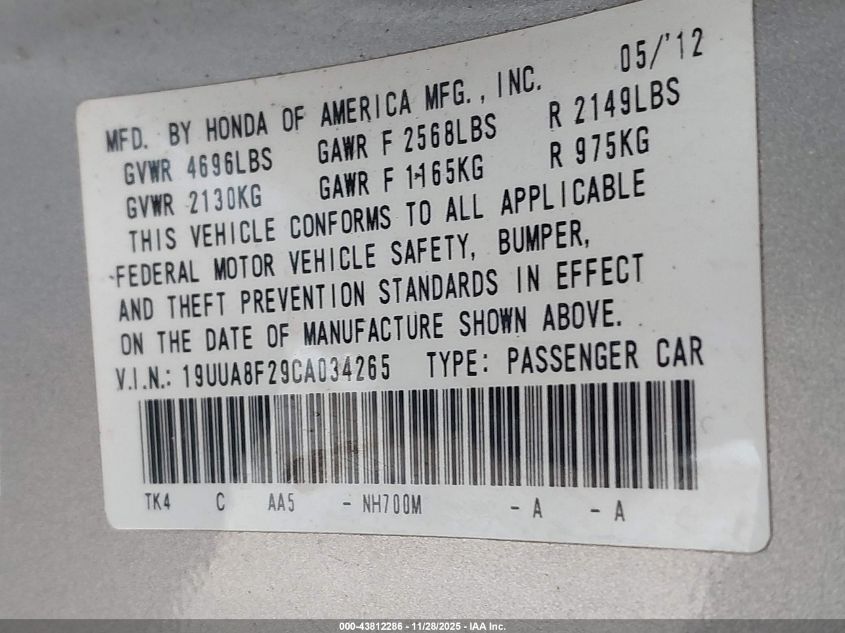 MFD. BY HONDA OF AMERICA MFG., INC. 05/'12
GVWR 4696LBS GAWR F 2568LBS R 2149LBS
GVWR 2130KG GAWR F 1165KG R 975KG
THIS VEHICLE CONFORMS TO ALL APPLICABLE
FEDERAL MOTOR VEHICLE SAFETY, BUMPER,
AND THEFT PREVENTION STANDARDS IN EFFECT
ON THE DATE OF MANUFACTURE SHOWN ABOVE.
V.I.N.: 19UUA8F29CA034265 TYPE: PASSENGER CAR
TK4 C AA5 - NH700M - A - A
000-43812286 - 11/28/2025 - IAA Inc.